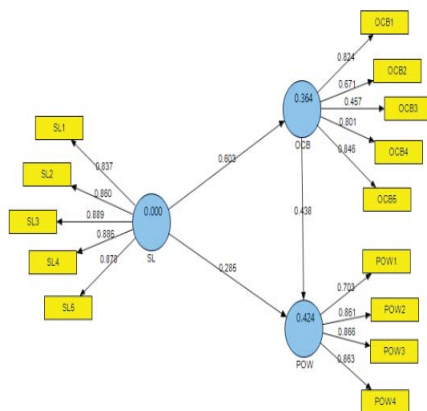 OCB1
0.824
OCB2
0.671
0.364
0.457
OCB3
OCB
0.801
OCB4
0.846
OCB5
SL1
0.837
SL2
0.860
0.603
SL3
0.889
0.000
SL
0.886
SL4
0.878
SL5
0.438
0.285
POW1
0.703
POW2
0.861
0.424
0.866
POW3
POW
0.863
POW4